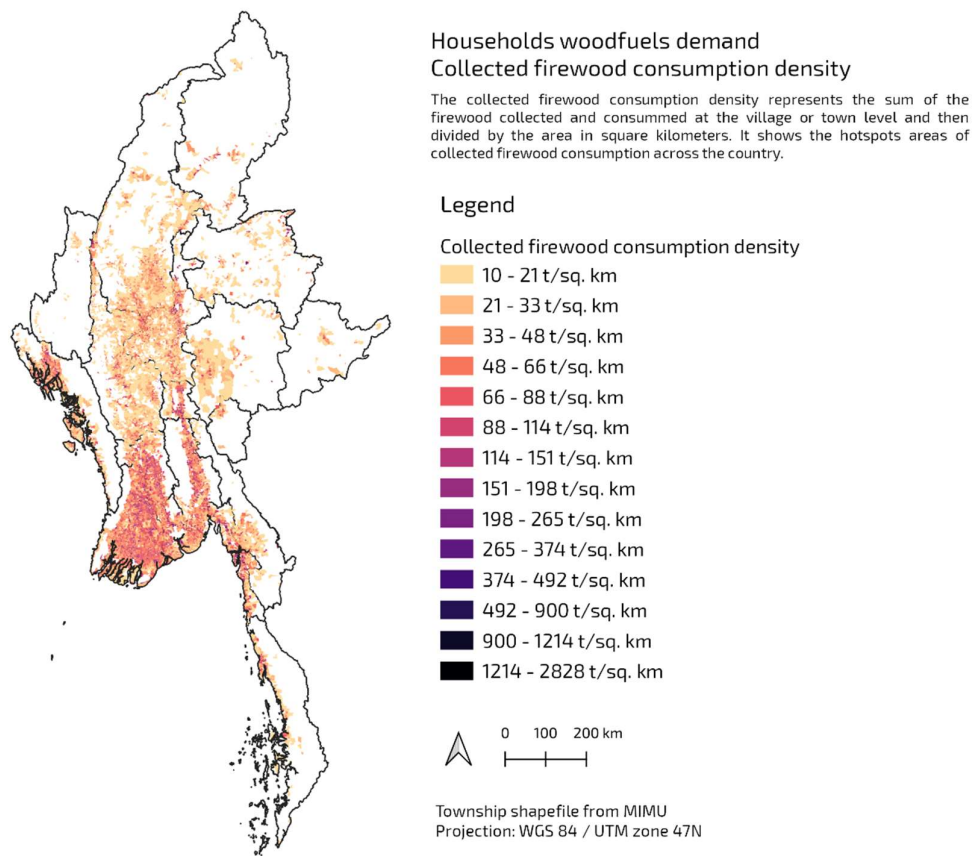 Households woodfuels demand
Collected firewood consumption density
The collected firewood consumption density represents the sum of the
firewood collected and consummed at the village or town level and then
divided by the area in square kilometers. It shows the hotspots areas of
collected firewood consumption across the country.
Legend
Collected firewood consumption density
10 - 21 t/sq. km
21 - 33 t/sq. km
33 - 48 t/sq. km
48 - 66 t/sq. km
66 - 88 t/sq. km
88 - 114 t/sq. km
114 - 151 t/sq. km
151 - 198 t/sq. km
198 - 265 t/sq. km
265 - 374 t/sq. km
374 - 492 t/sq. km
492 - 900 t/sq. km
900 - 1214 t/sq. km
1214 - 2828 t/sq. km
0 100 200 km
Township shapefile from MIMU
Projection: WGS 84 / UTM zone 47N